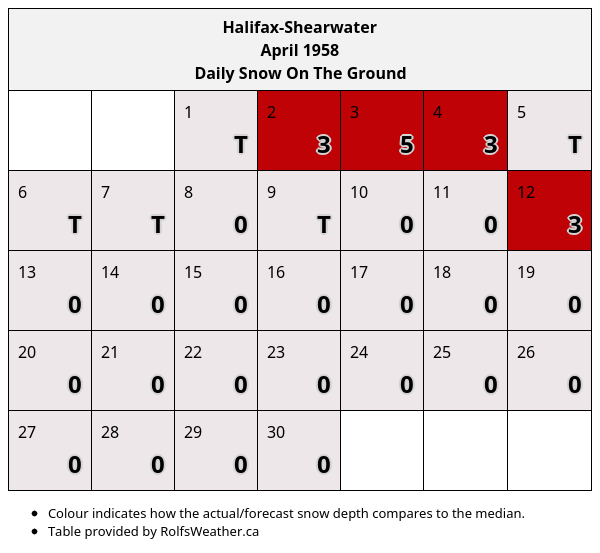 Halifax-Shearwater
April 1958
Daily Snow On The Ground
1 2 3 4 5
T 3 5 3 T
6 7 8 9 10 11 12
T T 0 T 0 0 3
13 14 15 16 17 18 19
0 0 0 0 0 0 0
20 21 22 23 24 25 26
0 0 0 0 0 0 0
27 28 29 30
0 0 0 0
• Colour indicates how the actual/forecast snow depth compares to the median.
• Table provided by RolfsWeather.ca